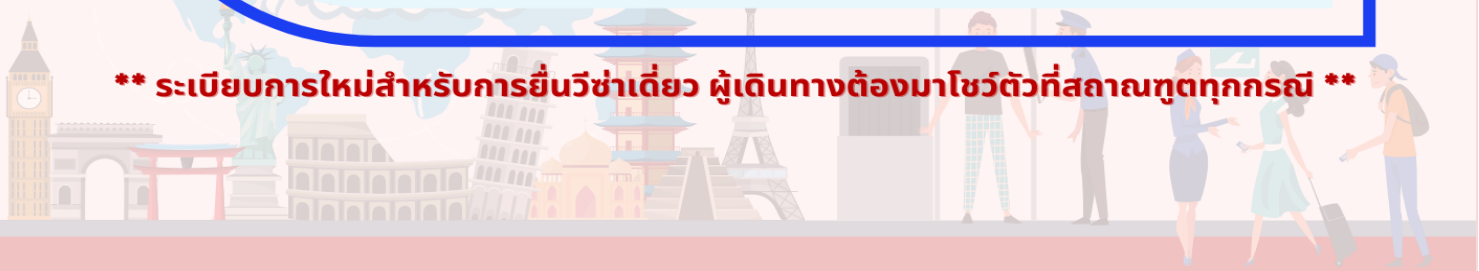 ** ระเบียบการใหม่สำหรับการยื่นวีซ่าเดี่ยว ผู้เดินทางต้องมาโชว์ตัวที่สถาณฑูตทุกกรณี **